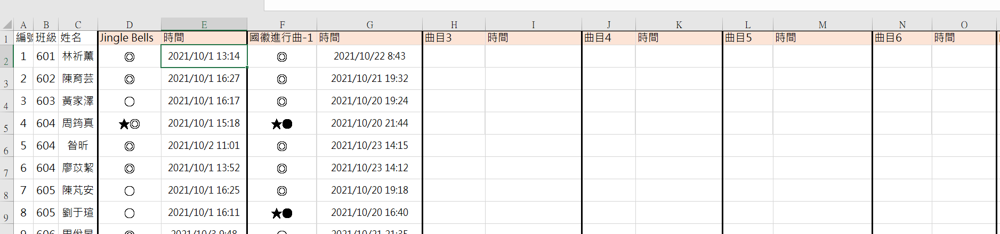 A B C D E F G H I J K L M N O
1 編號 班級 姓名 Jingle Bells 時間 國徽進行曲-1 時間 曲目3 時間 曲目4 時間 曲目5 時間 曲目6 時間
2 1 601 林祈薰 ◎ 2021/10/1 13:14 ◎ 2021/10/22 8:43
3 2 602 陳育芸 ◎ 2021/10/1 16:27 ◎ 2021/10/21 19:32
4 3 603 黃家澤 ○ 2021/10/1 16:17 ◎ 2021/10/20 19:24
5 4 604 周筠真 ★◎ 2021/10/1 15:18 ★● 2021/10/20 21:44
6 5 604 昝昕 ◎ 2021/10/2 11:01 ◎ 2021/10/23 14:15
7 6 604 廖苡絜 ◎ 2021/10/1 13:52 ◎ 2021/10/23 14:12
8 7 605 陳芃安 ○ 2021/10/1 16:25 ◎ 2021/10/20 19:18
9 8 605 劉于瑄 ○ 2021/10/1 16:11 ★● 2021/10/20 16:40
9 606 2021/10/3 9:48 2021/10/21 21:35